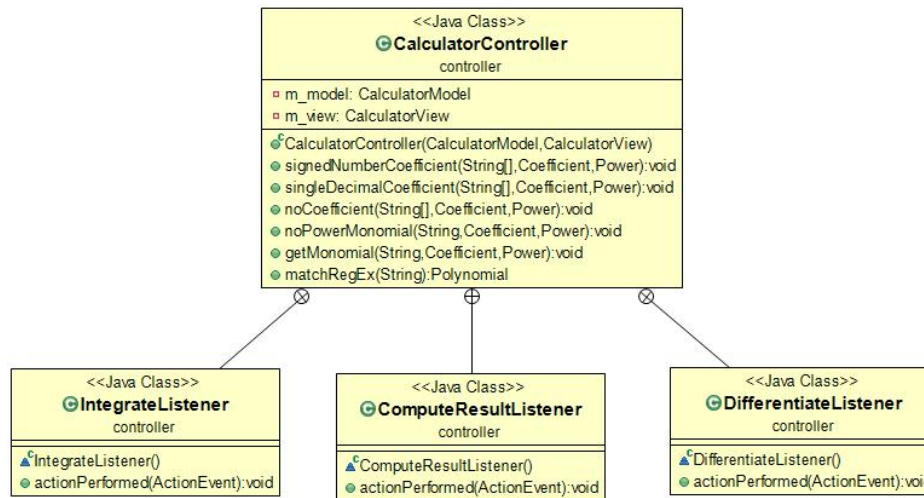 <<Java Class>>
CalculatorController
controller
m_model: CalculatorModel
m_view: CalculatorView
CalculatorController(CalculatorModel,CalculatorView)
signedNumberCoefficient(String[],Coefficient,Power):void
singleDecimalCoefficient(String[],Coefficient,Power):void
noCoefficient(String[],Coefficient,Power):void
noPowerMonomial(String,Coefficient,Power):void
getMonomial(String,Coefficient,Power):void
matchRegEx(String):Polynomial
<<Java Class>>
IntegrateListener
controller
IntegrateListener()
actionPerformed(ActionEvent):void
<<Java Class>>
ComputeResultListener
controller
ComputeResultListener()
actionPerformed(ActionEvent):void
<<Java Class>>
DifferentiateListener
controller
DifferentiateListener()
actionPerformed(ActionEvent):void